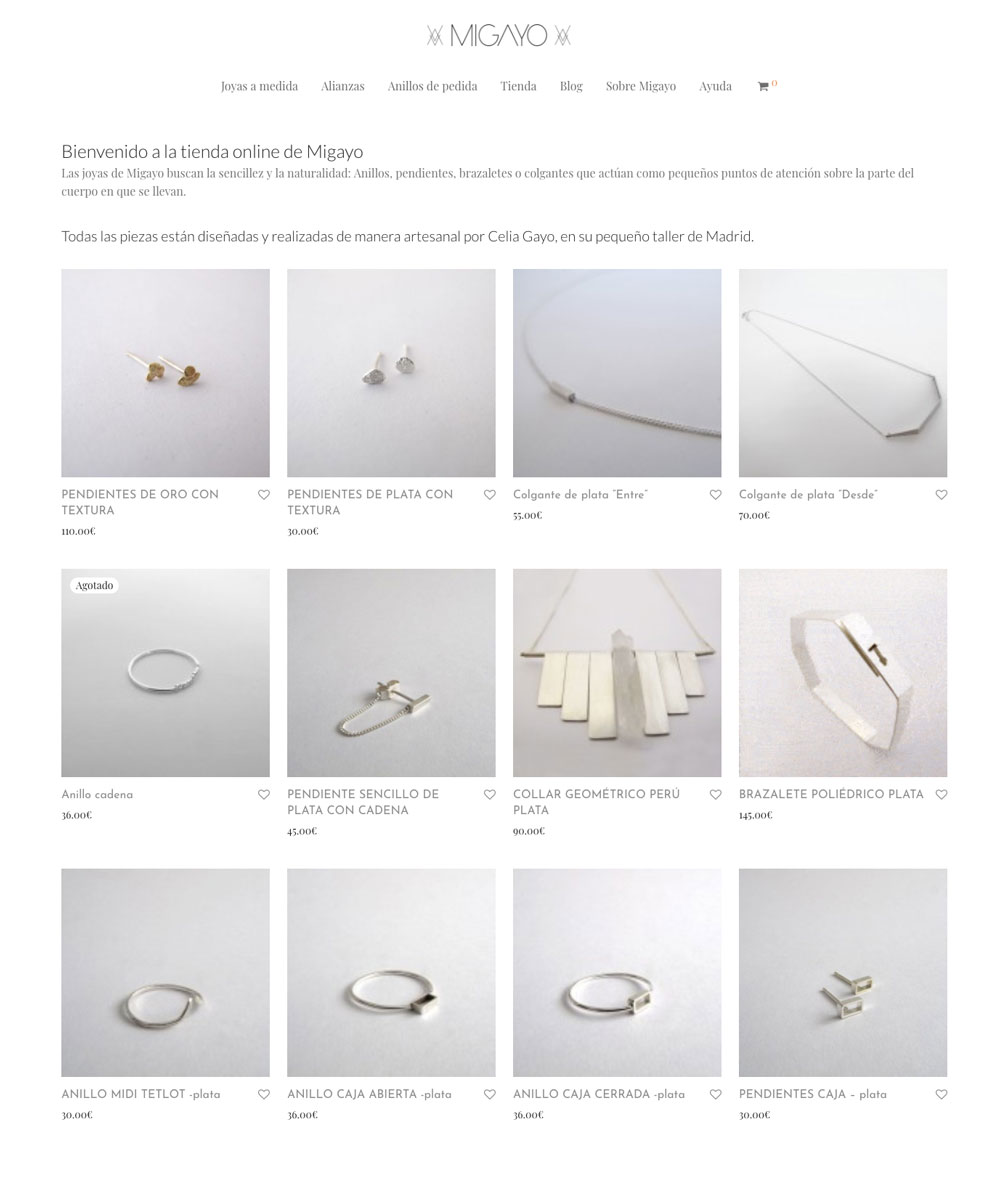 MIGAYO
Joyas a medida Alianzas Anillos de pedida Tienda Blog Sobre Migayo Ayuda 0
Bienvenido a la tienda online de Migayo
Las joyas de Migayo buscan la sencillez y la naturalidad: Anillos, pendientes, brazaletes o colgantes que actúan como pequeños puntos de atención sobre la parte del
cuerpo en que se llevan.
Todas las piezas están diseñadas y realizadas de manera artesanal por Celia Gayo, en su pequeño taller de Madrid.
PENDIENTES DE ORO CON
TEXTURA
110.00€
PENDIENTES DE PLATA CON
TEXTURA
30.00€
Colgante de plata “Entre”
55.00€
Colgante de plata “Desde”
70.00€
Agotado
Anillo cadena
36.00€
PENDIENTE SENCILLO DE
PLATA CON CADENA
45.00€
COLLAR GEOMÉTRICO PERÚ
PLATA
90.00€
BRAZALETE POLIÉDRICO PLATA
145.00€
ANILLO MIDI TETLOT -plata
30.00€
ANILLO CAJA ABIERTA -plata
36.00€
ANILLO CAJA CERRADA -plata
36.00€
PENDIENTES CAJA – plata
30.00€